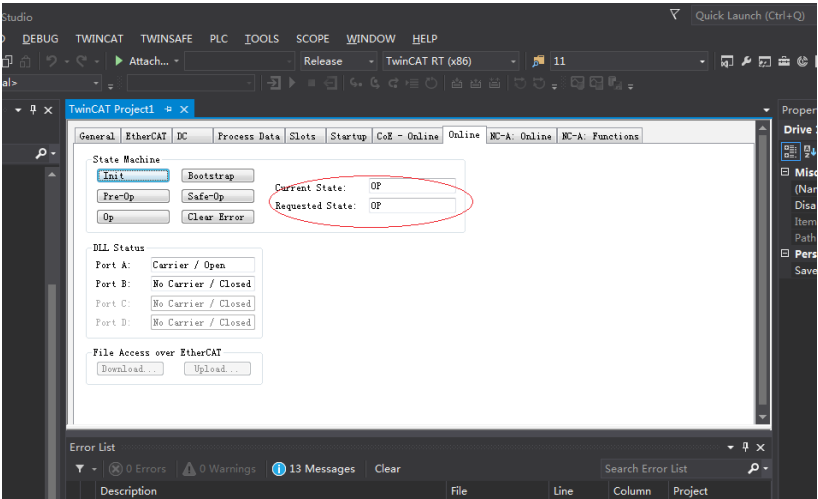 Studio
Quick Launch (Ctrl+Q)
DEBUG TWINCAT TWINSAFE PLC TOOLS SCOPE WINDOW HELP
Attach... Release TwinCAT RT (x86) 11
al>
TwinCAT Project1
Proper
General EtherCAT DC Process Data Slots Startup CoE - Online Online NC-A: Online NC-A: Functions
Drive
State Machine
Init Bootstrap
Pre-Op Safe-Op
Op Clear Error
Current State: OP
Requested State: OP
Misc
(Nar
Disa
Item
Path
Pers
Save
DLL Status
Port A: Carrier / Open
Port B: No Carrier / Closed
Port C: No Carrier / Closed
Port D: No Carrier / Closed
File Access over EtherCAT
Download... Upload...
Error List
0 Errors 0 Warnings 13 Messages Clear Search Error List
Description File Line Column Project